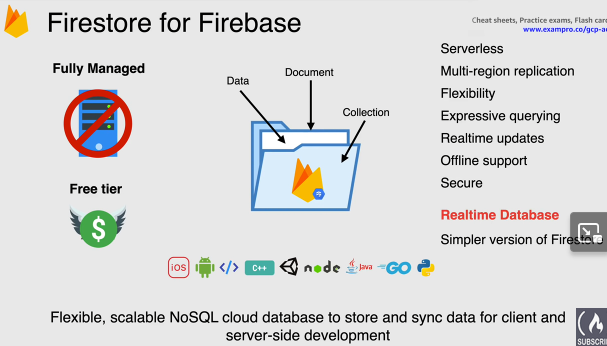 Firestore for Firebase
Cheat sheets, Practice exams, Flash card
www.exampro.co/gcp-a
Fully Managed
Free tier
Data
Document
Collection
Serverless
Multi-region replication
Flexibility
Expressive querying
Realtime updates
Offline support
Secure
Realtime Database
Simpler version of Firestore
iOS
C++
node
java
GO
Flexible, scalable NoSQL cloud database to store and sync data for client and
server-side development
SUBSCRI